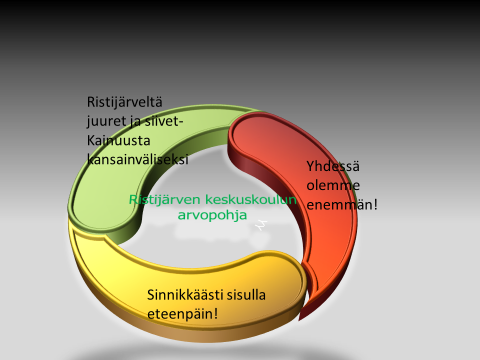 Ristijärveltä
juuret ja siivet-
Kainuusta
kansainväliseksi
Yhdessä
olemme
enemmän!
Ristijärven keskuskoulun
arvopohja
Sinnikkäästi sisulla
eteenpäin!